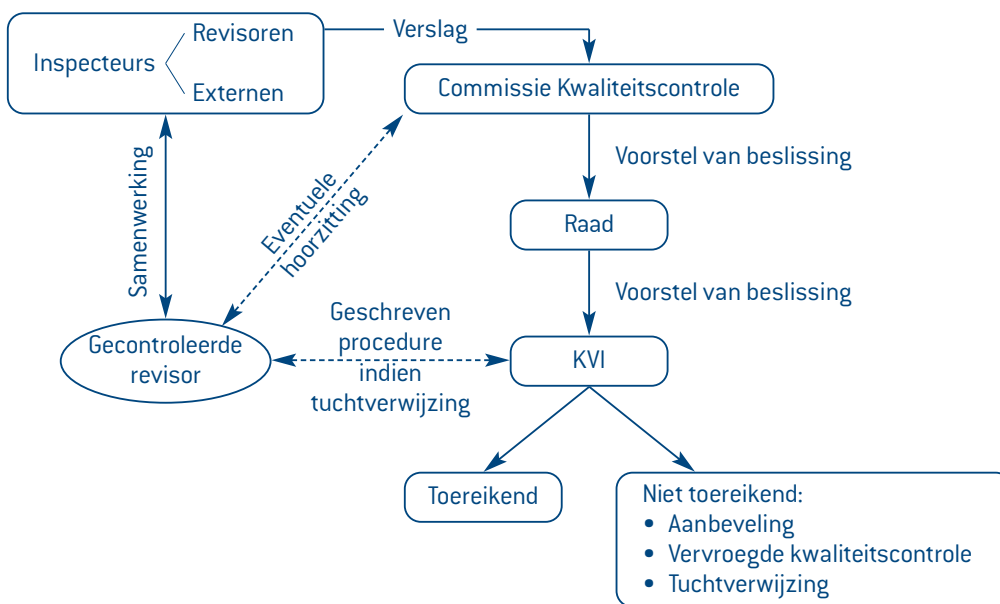 Revisoren
Inspecteurs
Externen
Verslag
Commissie Kwaliteitscontrole
Voorstel van beslissing
Samenwerking
Eventuele
hoorzitting
Raad
Voorstel van beslissing
Gecontroleerde
revisor
Geschreven
procedure
indien
tuchtverwijzing
KVI
Toereikend
Niet toereikend:
• Aanbeveling
• Vervroegde kwaliteitscontrole
• Tuchtverwijzing